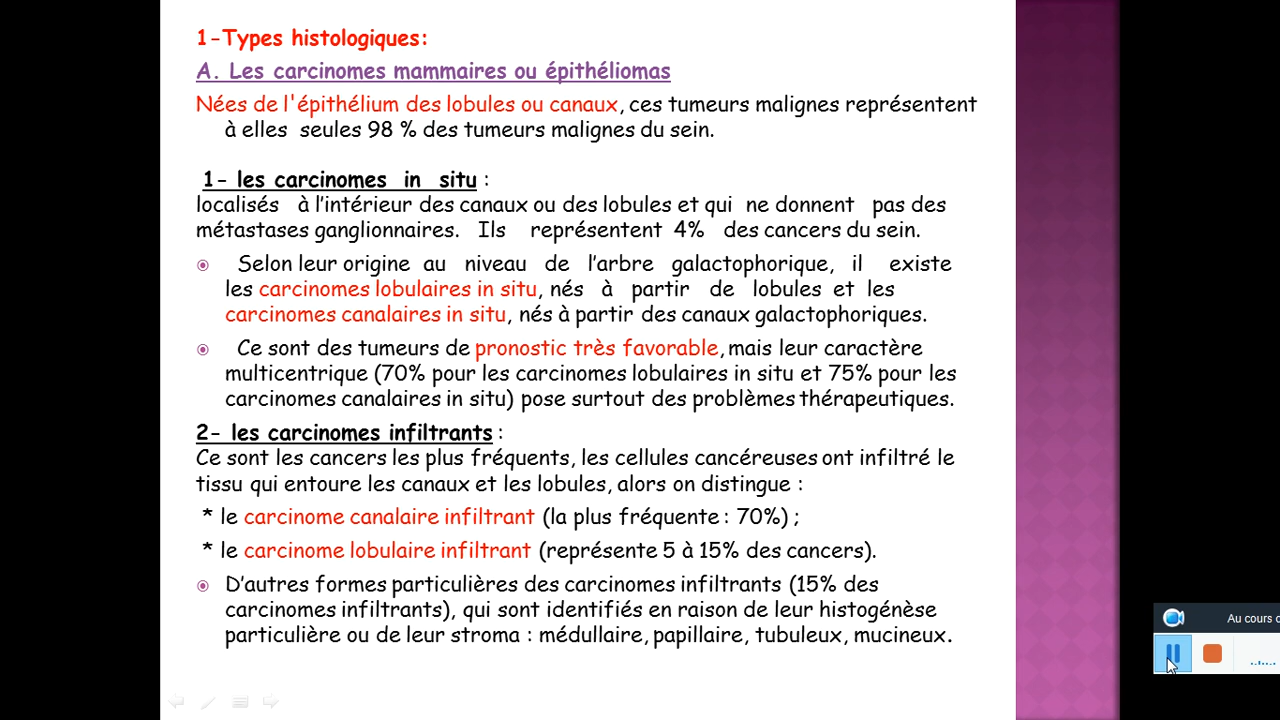 1-Types histologiques:
A. Les carcinomes mammaires ou épithéliomas
Nées de l'épithélium des lobules ou canaux, ces tumeurs malignes représentent
à elles seules 98 % des tumeurs malignes du sein.
1- les carcinomes in situ :
localisés à l’intérieur des canaux ou des lobules et qui ne donnent pas des
métastases ganglionnaires. Ils représentent 4% des cancers du sein.
Selon leur origine au niveau de l’arbre galactophorique, il existe
les carcinomes lobulaires in situ, nés à partir de lobules et les
carcinomes canalaires in situ, nés à partir des canaux galactophoriques.
Ce sont des tumeurs de pronostic très favorable, mais leur caractère
multicentrique (70% pour les carcinomes lobulaires in situ et 75% pour les
carcinomes canalaires in situ) pose surtout des problèmes thérapeutiques.
2- les carcinomes infiltrants :
Ce sont les cancers les plus fréquents, les cellules cancéreuses ont infiltré le
tissu qui entoure les canaux et les lobules, alors on distingue :
* le carcinome canalaire infiltrant (la plus fréquente : 70%) ;
* le carcinome lobulaire infiltrant (représente 5 à 15% des cancers).
D’autres formes particulières des carcinomes infiltrants (15% des
carcinomes infiltrants), qui sont identifiés en raison de leur histogénèse
particulière ou de leur stroma : médullaire, papillaire, tubuleux, mucineux.
Au cours